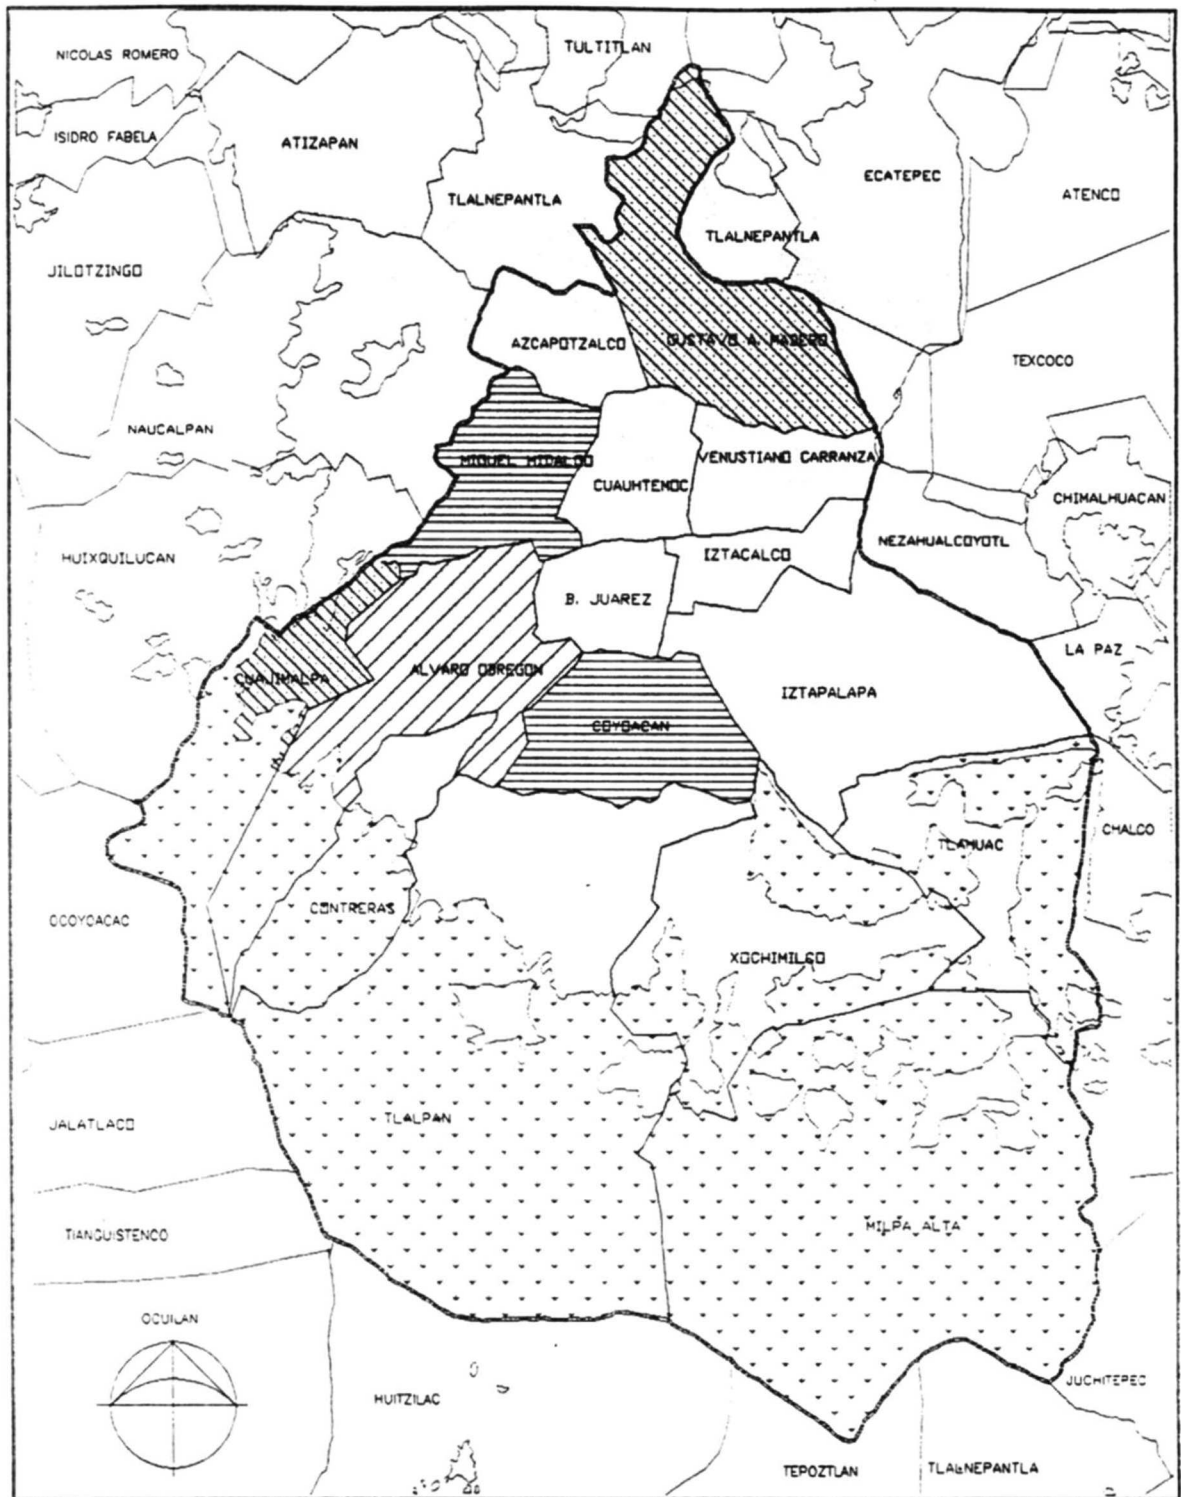 TULTITLAN
NICOLAS ROMERO
ISIDRO FABELA
ATIZAPAN
ECATEPEC
ATENCO
TLALNEPANTLA
TLALNEPANTLA
JILOTZINGO
AZCAPOTZALCO
GUSTAVO A. MADERO
TEXCOCO
NAUCALPAN
MIGUEL HIDALGO
VENUSTIANO CARRANZA
CUAUHTEMOC
CHIMALHUACAN
HUIXQUILUCAN
IZTACALCO
NEZAHUALCOYOTL
B. JUAREZ
LA PAZ
CUAJIMALPA
ALVARO OBREGON
IZTAPALAPA
COYOACAN
TLAHUAC
CHALCO
OCOYOACAC
CONTRERAS
XOCHIMILCO
JALATLACO
TLALPAN
TIANGUISTENCO
MILPA ALTA
OCUILAN
HUITZILAC
JUCHITEPEC
TEPOZTLAN
TLALNEPANTLA